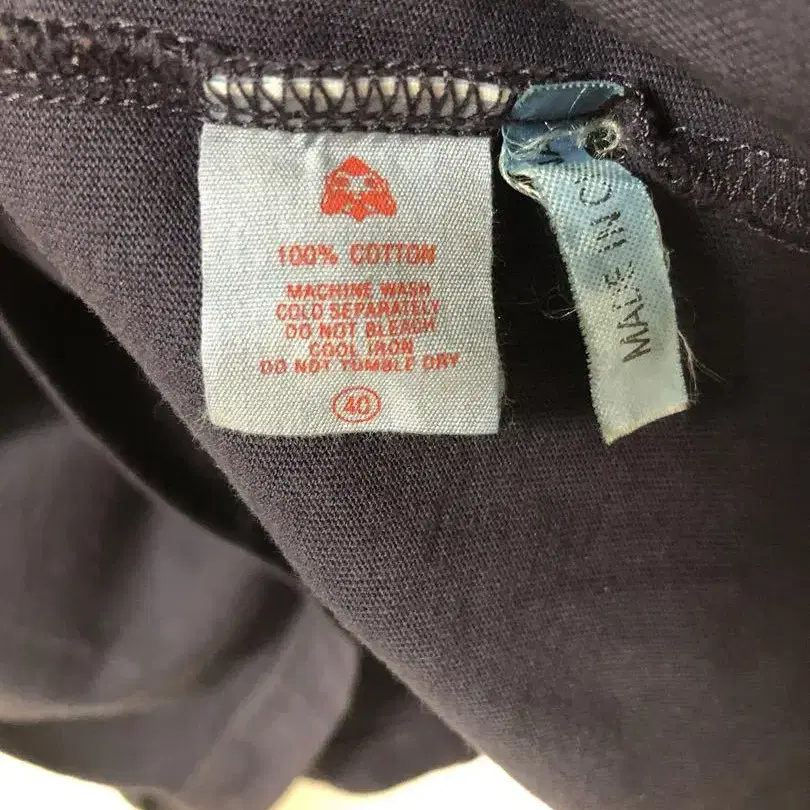 100% COTTON
MACHINE WASH
COLD SEPARATELY
DO NOT BLEACH
COOL IRON
DO NOT TUMBLE DRY
40
MADE IN